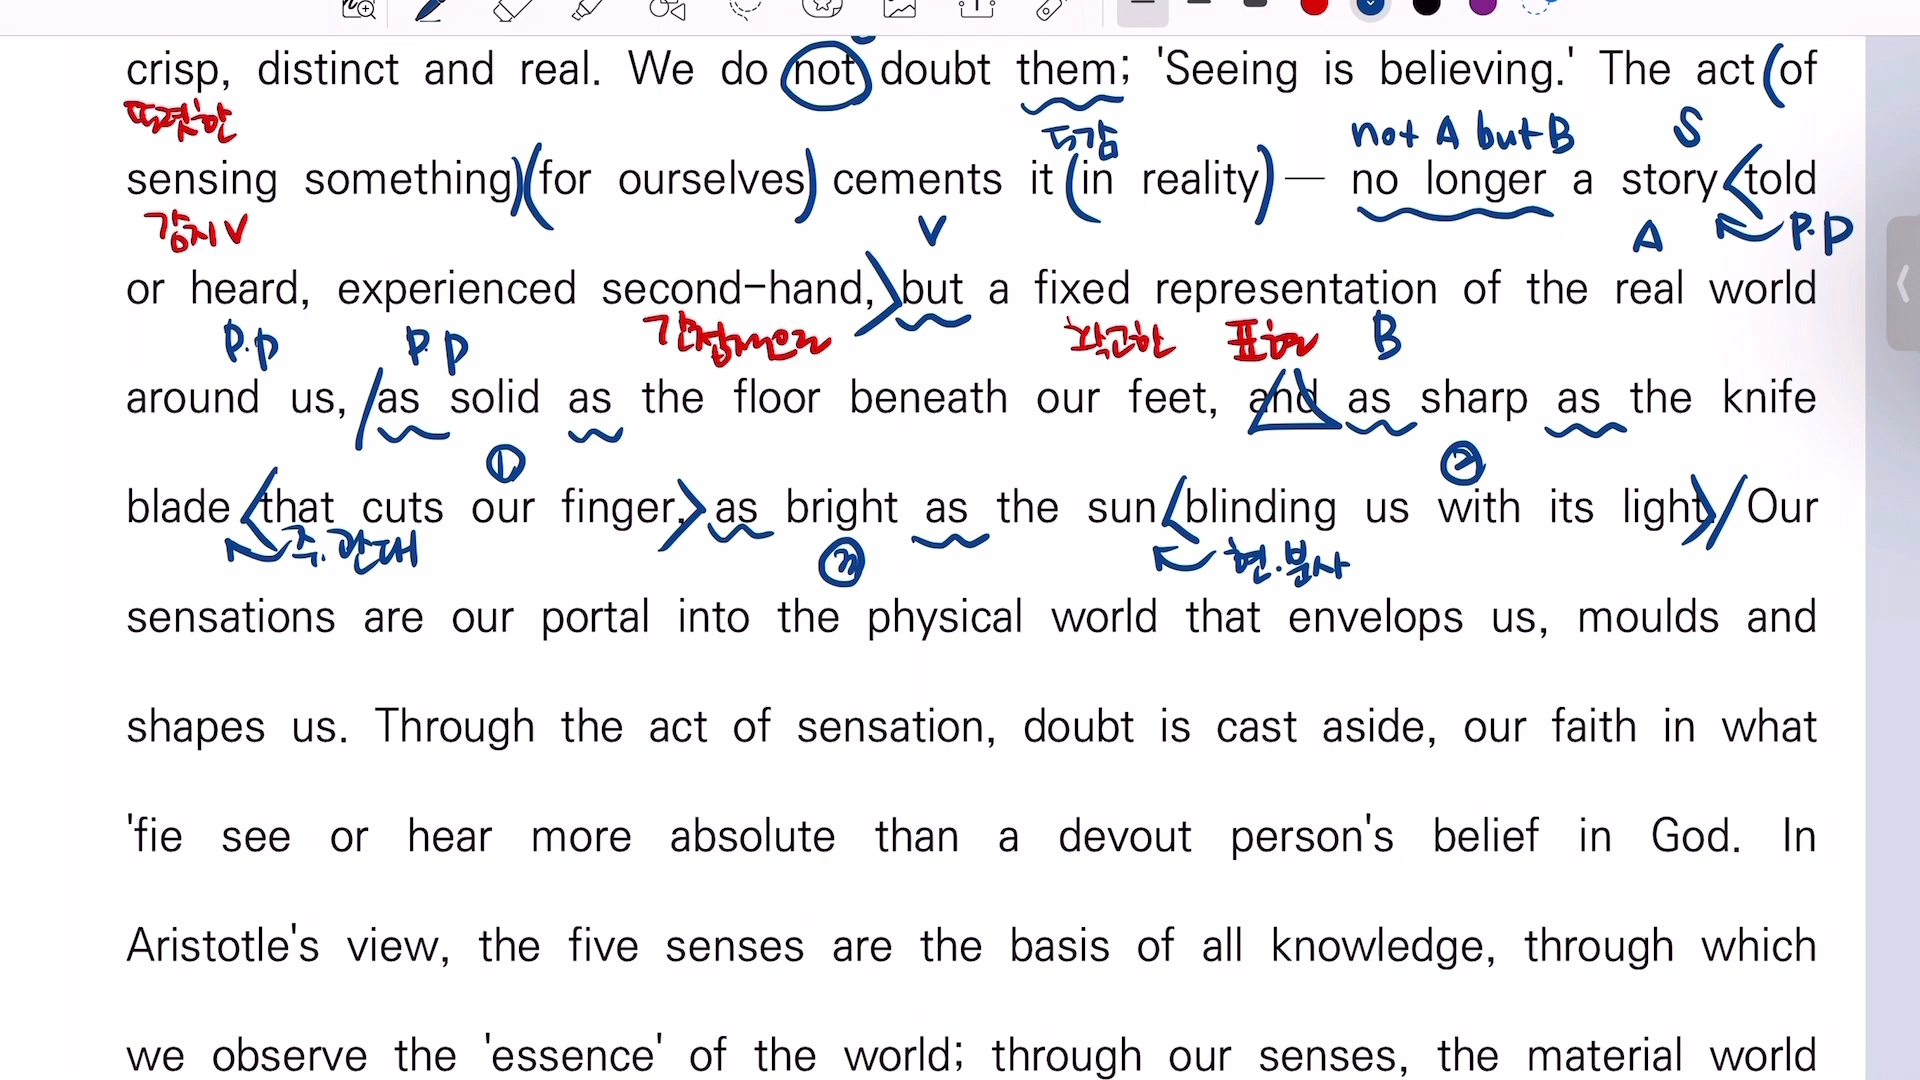 crisp, distinct and real. We do not doubt them; 'Seeing is believing.' The act (of
또렷한 오감 not A but B S
sensing something) (for ourselves) cements it (in reality) — no longer a story <told
감지 V V A p.p
or heard, experienced second-hand,> but a fixed representation of the real world
p.p p.p 간접적으로 확고한 표현 B
around us, / as solid as the floor beneath our feet, and as sharp as the knife
① ②
blade <that cuts our finger,> as bright as the sun <blinding us with its light> / Our
주.관대 ③ 현.분사
sensations are our portal into the physical world that envelops us, moulds and
shapes us. Through the act of sensation, doubt is cast aside, our faith in what
'fie see or hear more absolute than a devout person's belief in God. In
Aristotle's view, the five senses are the basis of all knowledge, through which
we observe the 'essence' of the world; through our senses, the material world